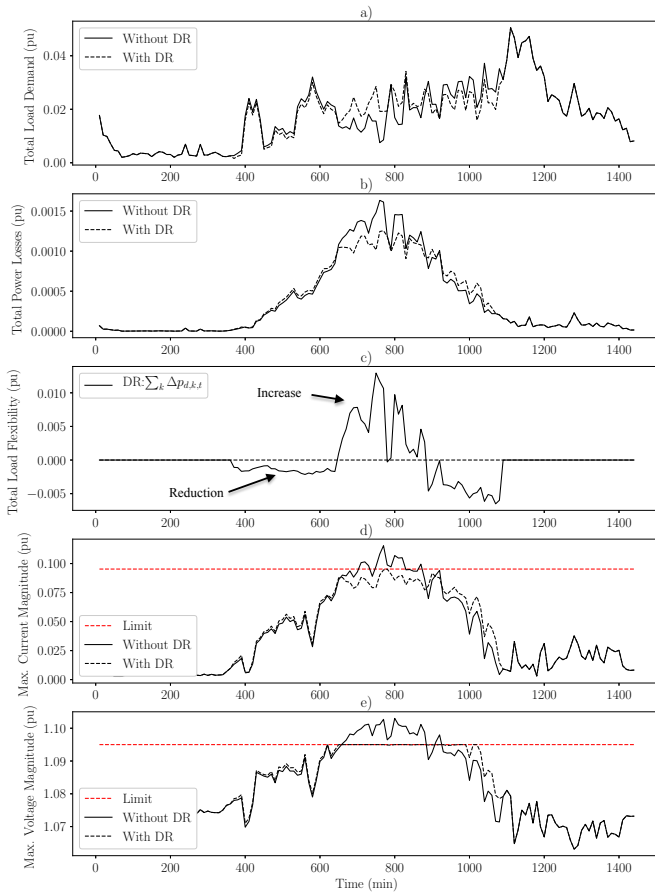 a)
Total Load Demand (pu)
Without DR
With DR
0.04
0.02
0.00
0 200 400 600 800 1000 1200 1400
b)
Total Power Losses (pu)
Without DR
With DR
0.0015
0.0010
0.0005
0.0000
0 200 400 600 800 1000 1200 1400
c)
Total Load Flexibility (pu)
DR:∑ₖ Δp_{d,k,t}
Increase
Reduction
0.010
0.005
0.000
−0.005
0 200 400 600 800 1000 1200 1400
d)
Max. Current Magnitude (pu)
0.100
0.075
0.050
0.025
0.000
Limit
Without DR
With DR
0 200 400 600 800 1000 1200 1400
e)
Max. Voltage Magnitude (pu)
1.10
1.09
1.08
1.07
Limit
Without DR
With DR
0 200 400 600 800 1000 1200 1400
Time (min)